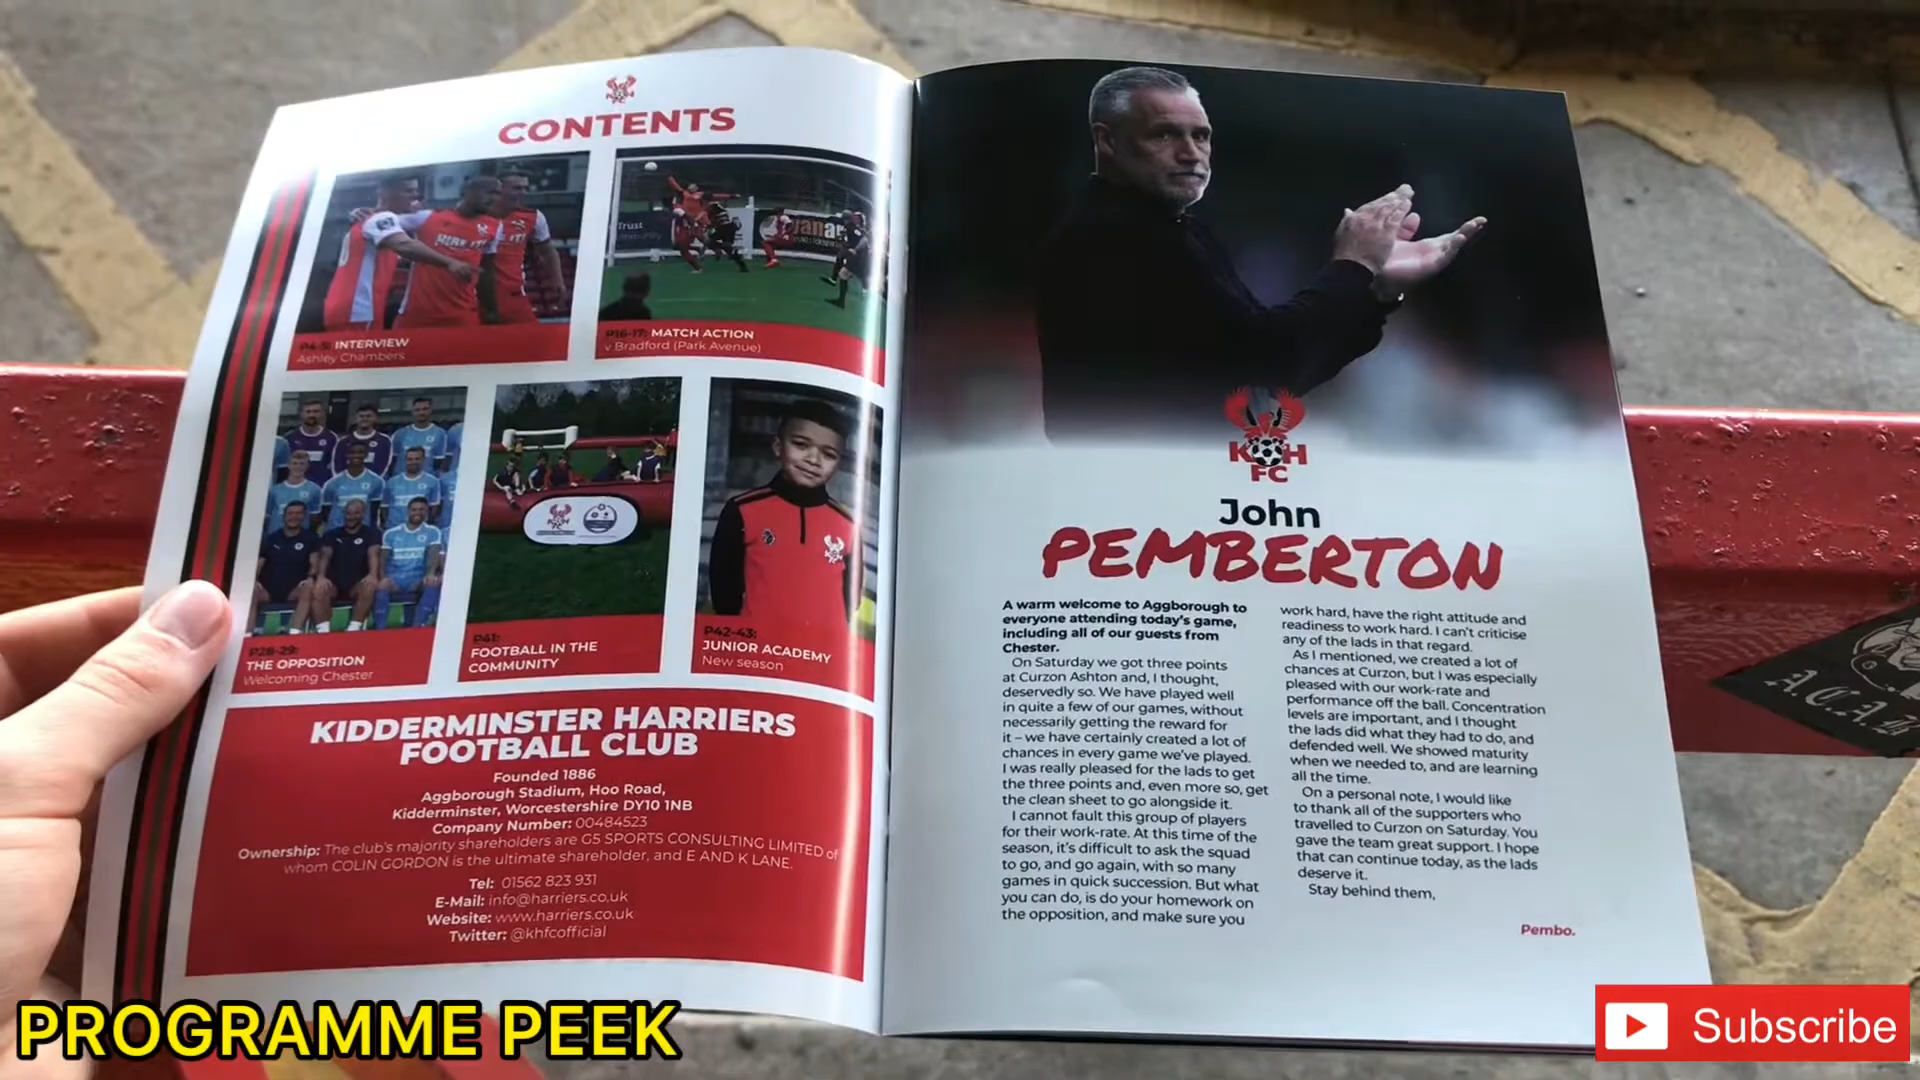 CONTENTS
P4-5: INTERVIEW
Ashley Chambers
P16-17: MATCH ACTION
v Bradford (Park Avenue)
P28-29:
THE OPPOSITION
Welcoming Chester
P41:
FOOTBALL IN THE
COMMUNITY
P42-43:
JUNIOR ACADEMY
New season
KIDDERMINSTER HARRIERS
FOOTBALL CLUB
Founded 1886
Aggborough Stadium, Hoo Road,
Kidderminster, Worcestershire DY10 1NB
Company Number: 00484523
Ownership: The club's majority shareholders are G5 SPORTS CONSULTING LIMITED of
whom COLIN GORDON is the ultimate shareholder, and E AND K LANE.
Tel: 01562 823 931
E-Mail: info@harriers.co.uk
Website: www.harriers.co.uk
Twitter: @khfcofficial
KH
FC
John
PEMBERTON
A warm welcome to Aggborough to
everyone attending today's game,
including all of our guests from
Chester.
On Saturday we got three points
at Curzon Ashton and, I thought,
deservedly so. We have played well
in quite a few of our games, without
necessarily getting the reward for
it – we have certainly created a lot of
chances in every game we've played.
I was really pleased for the lads to get
the three points and, even more so, get
the clean sheet to go alongside it.
I cannot fault this group of players
for their work-rate. At this time of the
season, it's difficult to ask the squad
to go, and go again, with so many
games in quick succession. But what
you can do, is do your homework on
the opposition, and make sure you
work hard, have the right attitude and
readiness to work hard. I can't criticise
any of the lads in that regard.
As I mentioned, we created a lot of
chances at Curzon, but I was especially
pleased with our work-rate and
performance off the ball. Concentration
levels are important, and I thought
the lads did what they had to do, and
defended well. We showed maturity
when we needed to, and are learning
all the time.
On a personal note, I would like
to thank all of the supporters who
travelled to Curzon on Saturday. You
gave the team great support. I hope
that can continue today, as the lads
deserve it.
Stay behind them,
Pembo.
Trust
A.C.A.B
PROGRAMME PEEK
Subscribe